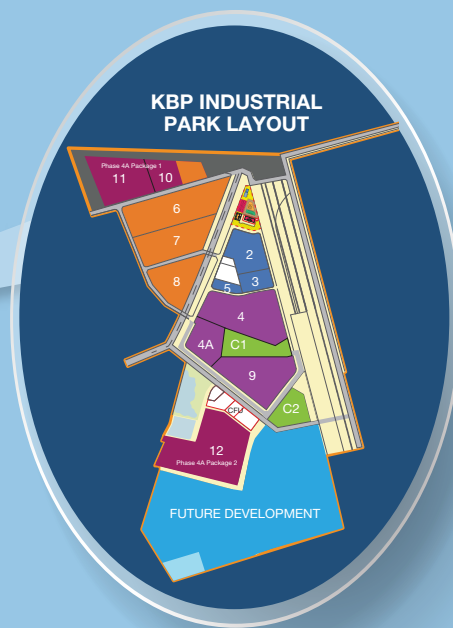 KBP INDUSTRIAL
PARK LAYOUT
Phase 4A Package 1
11
10
6
7
8
2
3
5
4
4A
C1
9
C2
CFU
12
Phase 4A Package 2
FUTURE DEVELOPMENT